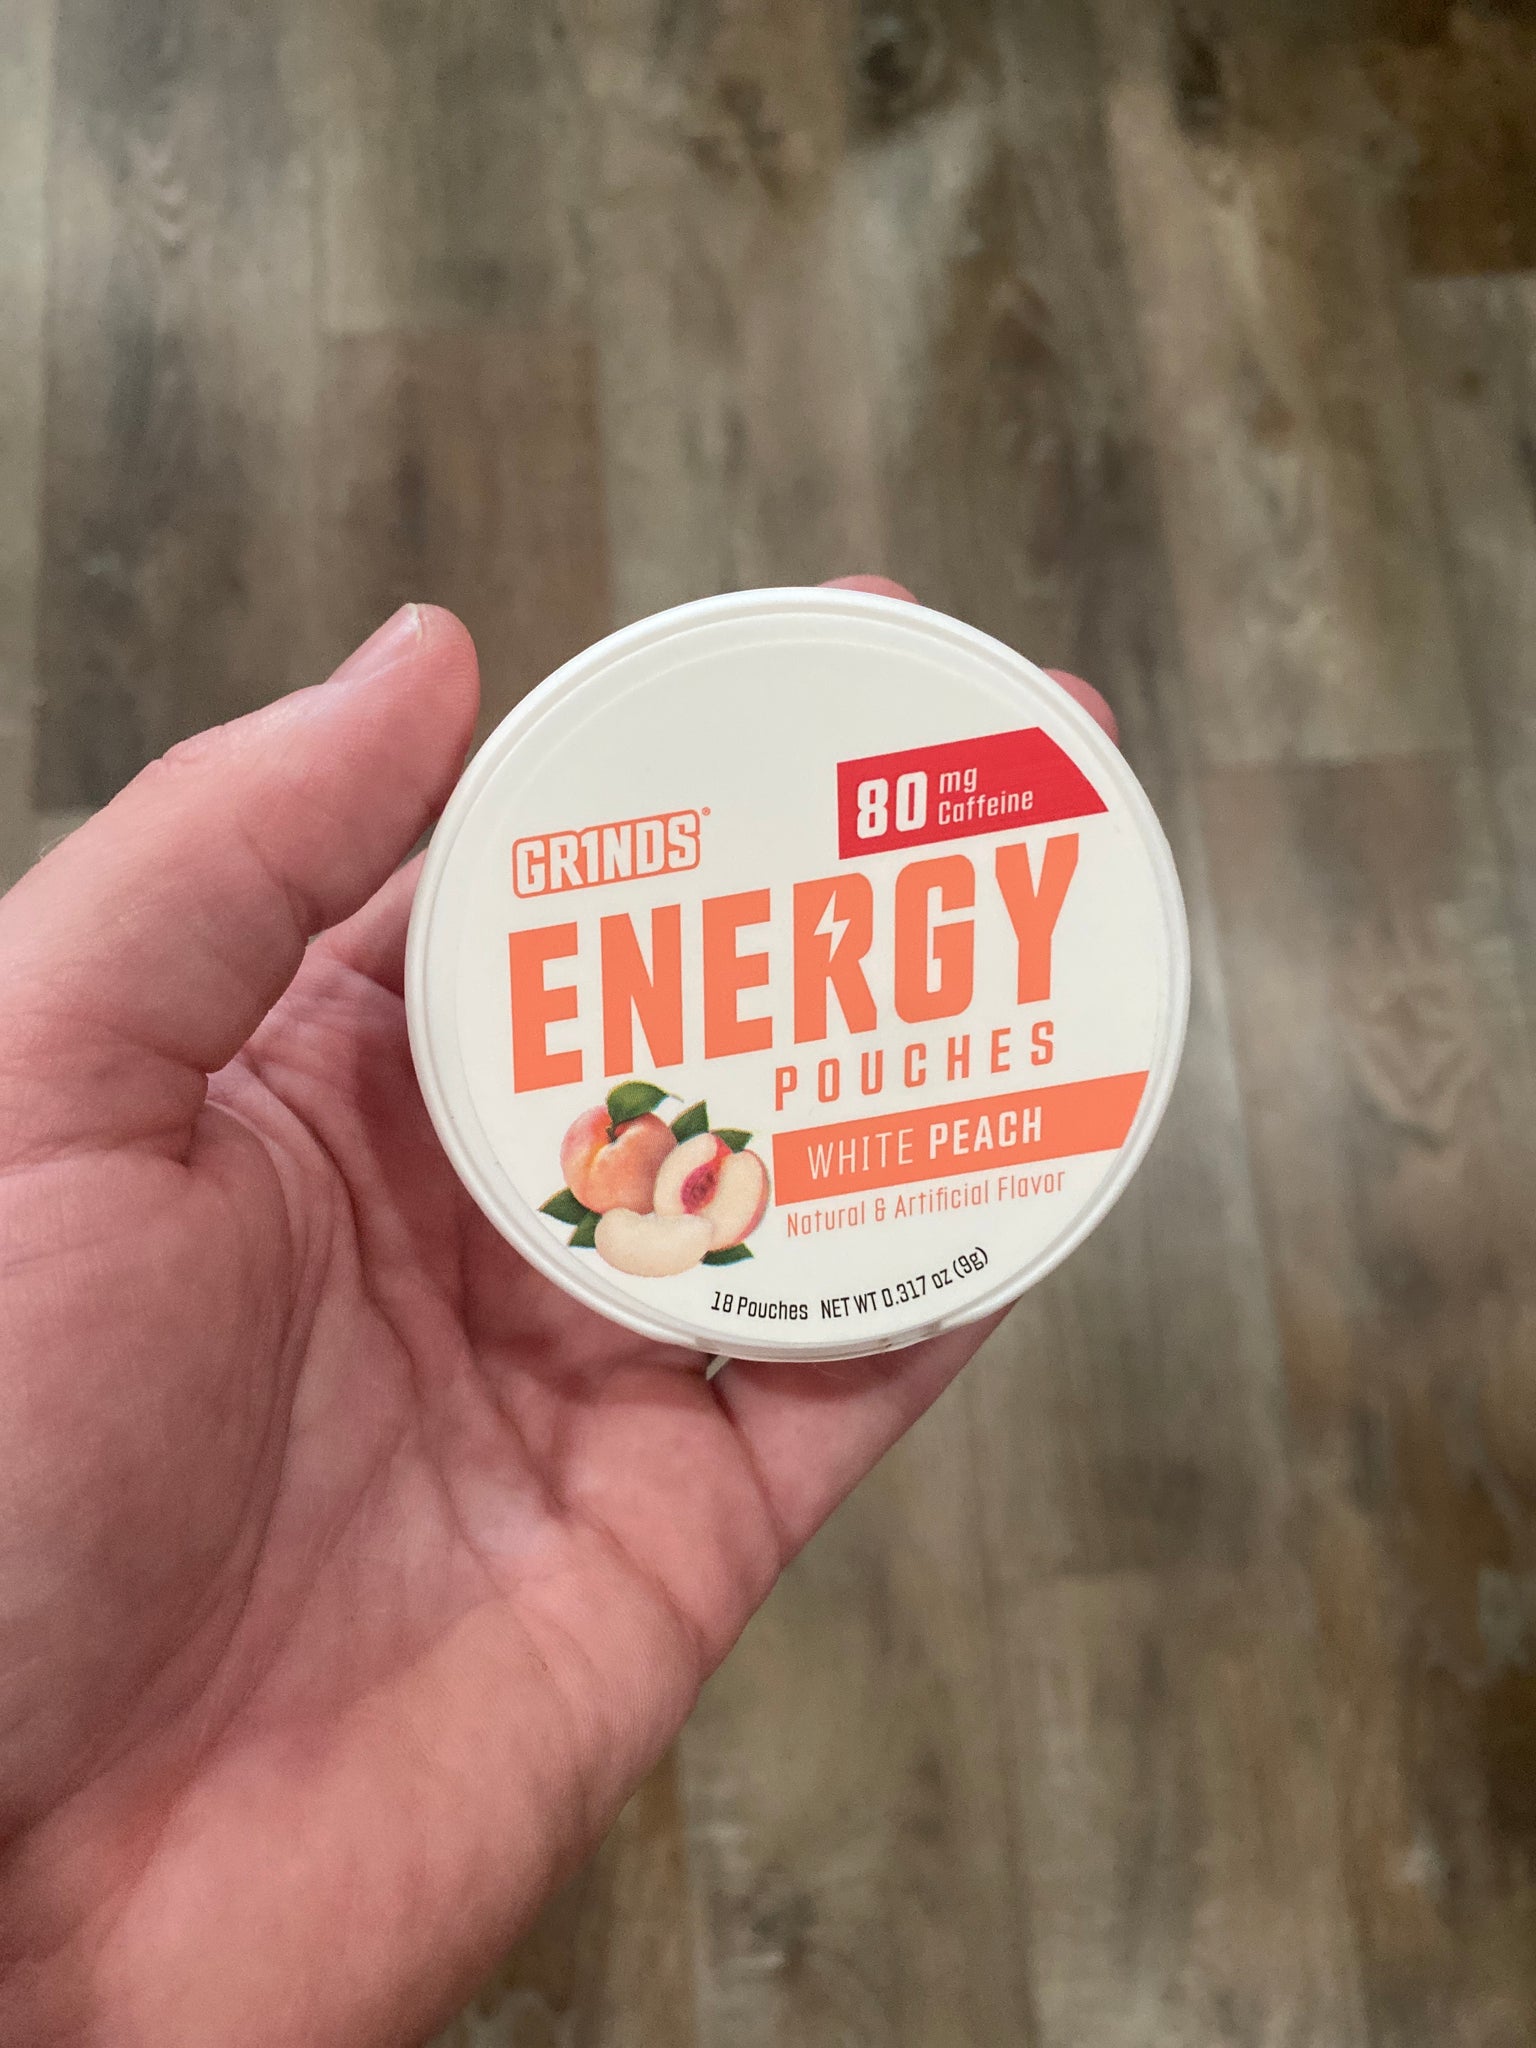 80 mg
Caffeine
GR1NDS®
ENERGY
POUCHES
WHITE PEACH
Natural & Artificial Flavor
18 Pouches NET WT 0.317 oz (9g)